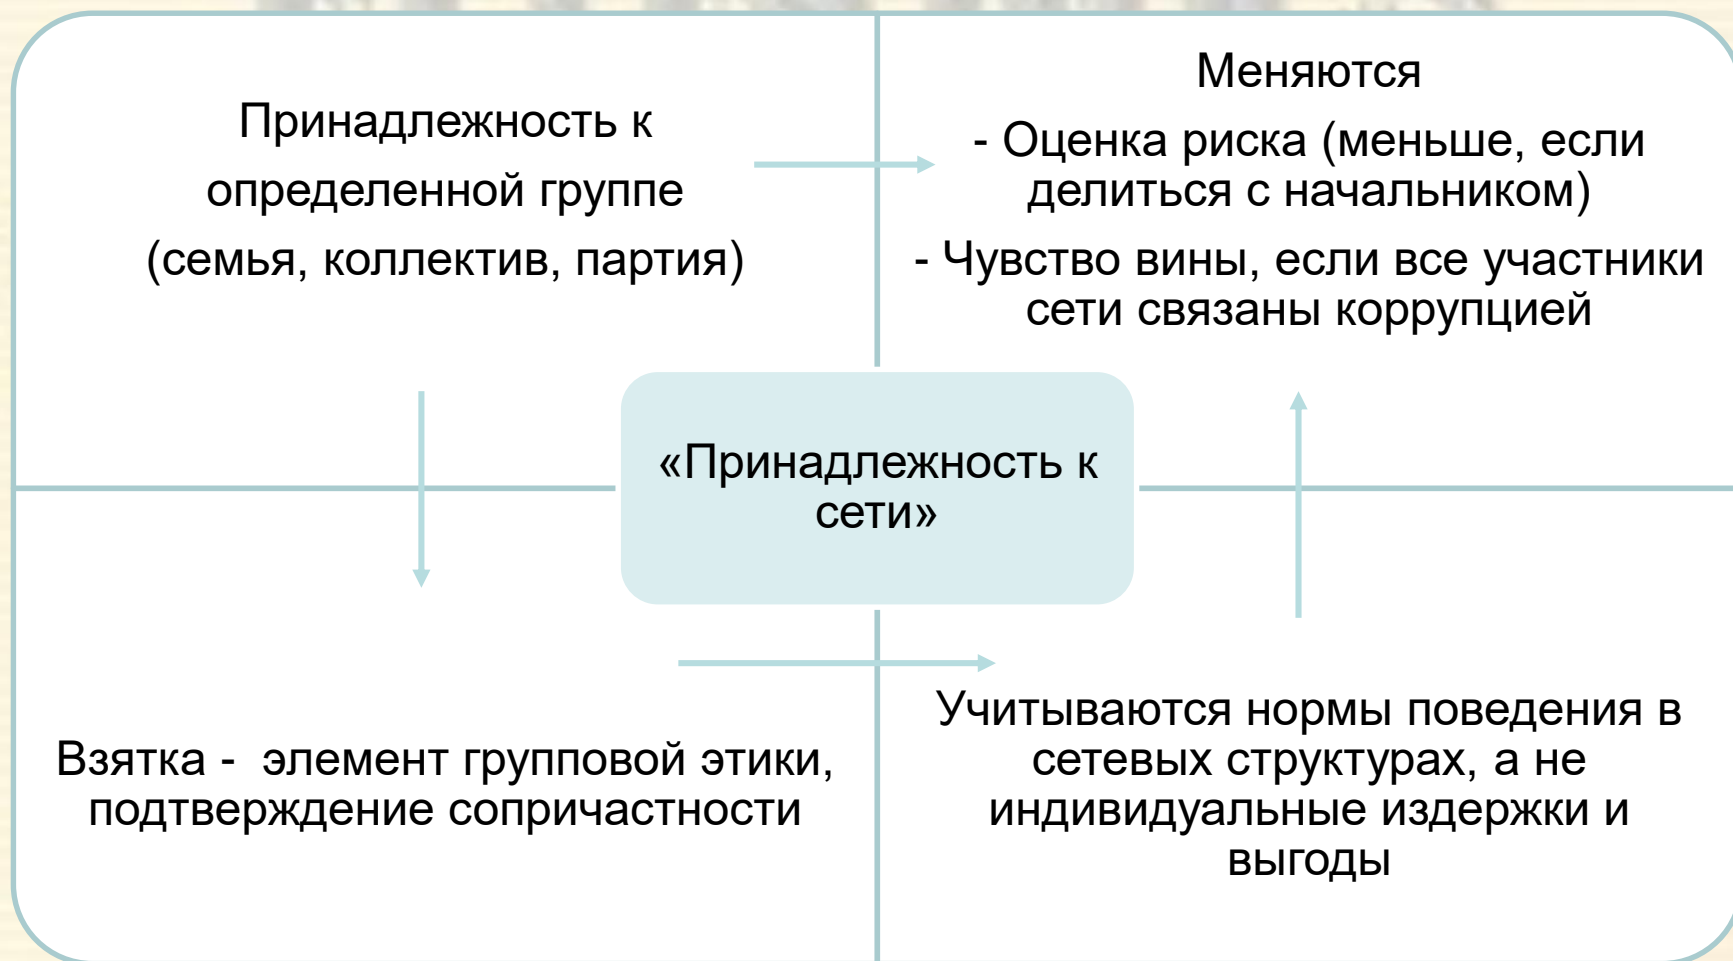 Принадлежность к
определенной группе
(семья, коллектив, партия)
Меняются
- Оценка риска (меньше, если
делиться с начальником)
- Чувство вины, если все участники
сети связаны коррупцией
«Принадлежность к
сети»
Взятка -  элемент групповой этики,
подтверждение сопричастности
Учитываются нормы поведения в
сетевых структурах, а не
индивидуальные издержки и
выгоды